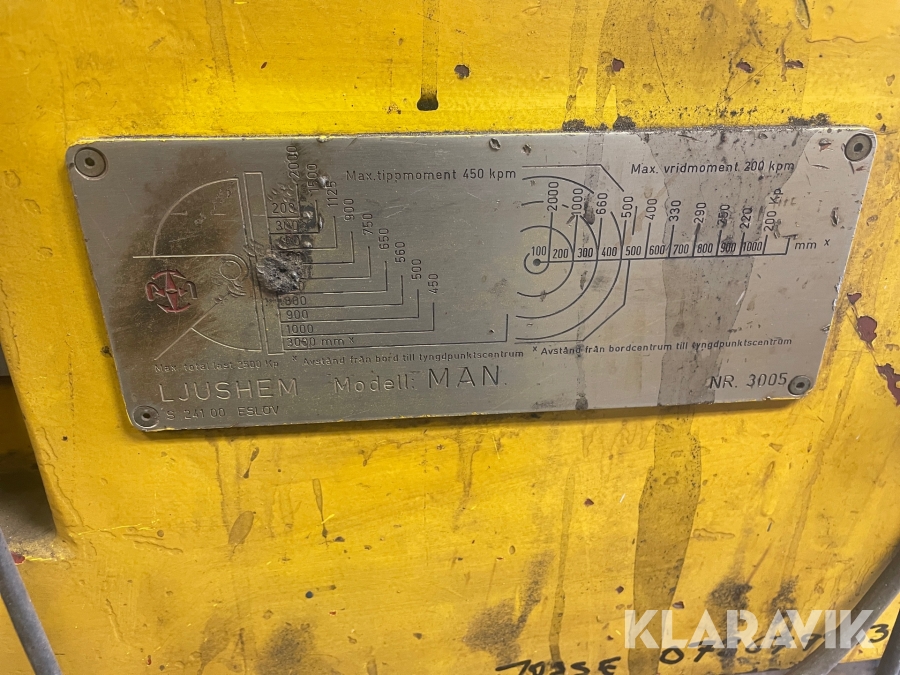 Max. tippmoment 450 kpm
Max. vridmoment 200 kpm
2000
1500
1125
900
750
650
560
500
450
900
1000
3000 mm x
x Avstånd från bord till tyngdpunktscentrum
2000 1000 660 500 400 330 290 250 220 200 Kp
100 200 300 400 500 600 700 800 900 1000 mm x
x Avstånd från bordcentrum till tyngdpunktscentrum
Max. total last 2500 Kp
LJUSHEM Modell: MAN. NR. 3005
S 241 00 ESLÖV
KLARAVIK